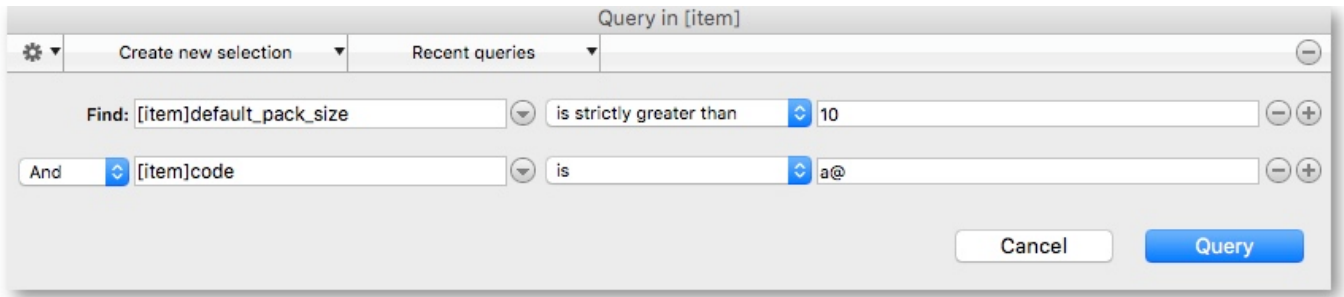 Query in [item]
Create new selection Recent queries
Find: [item]default_pack_size is strictly greater than 10
And [item]code is a@
Cancel Query